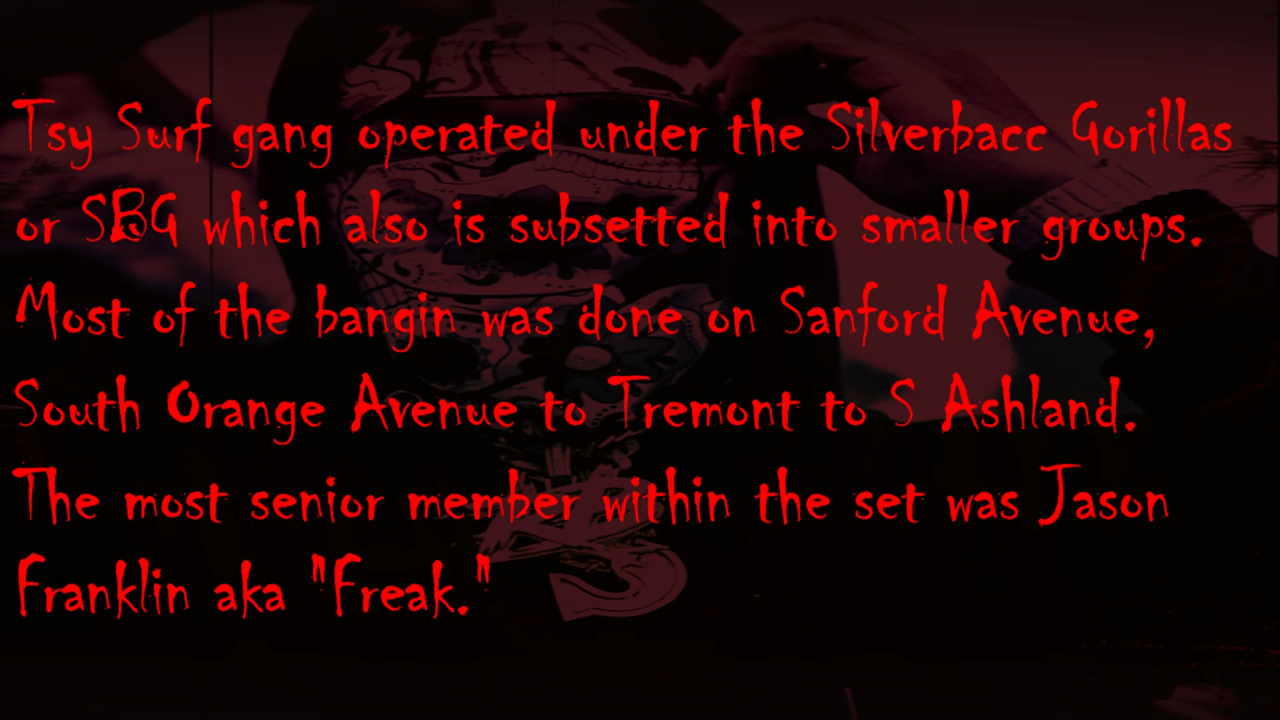 Tsy Surf gang operated under the Silverbacc Gorillas
or SBG which also is subsetted into smaller groups.
Most of the bangin was done on Sanford Avenue,
South Orange Avenue to Tremont to S Ashland.
The most senior member within the set was Jason
Franklin aka "Freak."